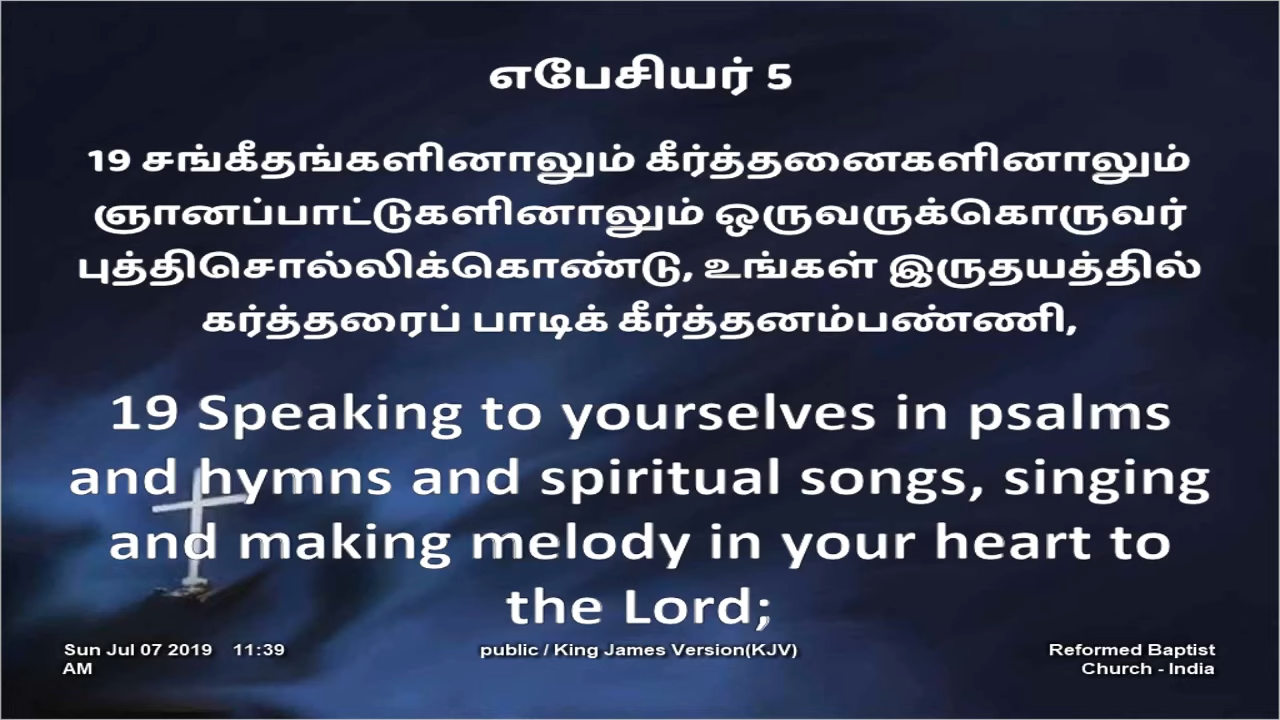 எபேசியர் 5
19 சங்கீதங்களினாலும் கீர்த்தனைகளினாலும்
ஞானப்பாட்டுகளினாலும் ஒருவருக்கொருவர்
புத்திசொல்லிக்கொண்டு, உங்கள் இருதயத்தில்
கர்த்தரைப் பாடிக் கீர்த்தனம்பண்ணி,
19 Speaking to yourselves in psalms
and hymns and spiritual songs, singing
and making melody in your heart to
the Lord;
Sun Jul 07 2019 11:39
AM
public / King James Version(KJV)
Reformed Baptist
Church - India